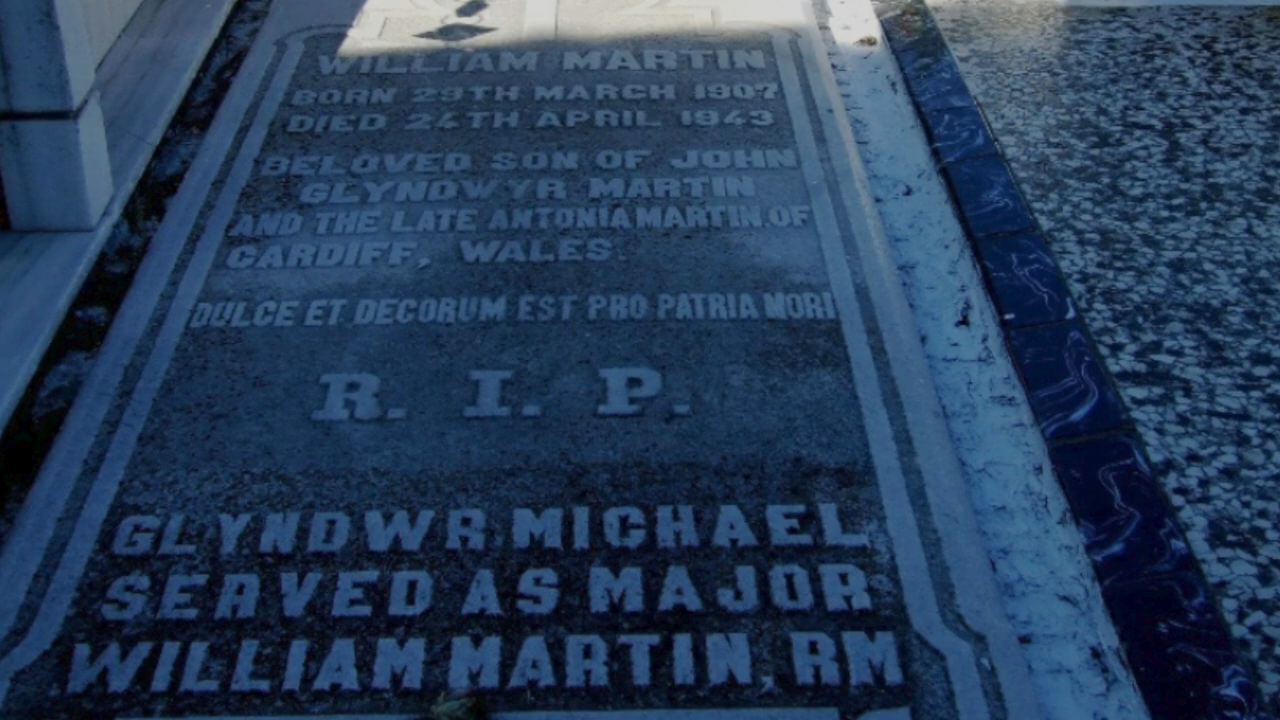 WILLIAM MARTIN
BORN 29TH MARCH 1907
DIED 24TH APRIL 1943
BELOVED SON OF JOHN
GLYNDWYR MARTIN
AND THE LATE ANTONIA MARTIN.OF
CARDIFF, WALES.
DULCE ET DECORUM EST PRO PATRIA MORI
R. I. P.
GLYNDWR MICHAEL
SERVED AS MAJOR
WILLIAM MARTIN, RM